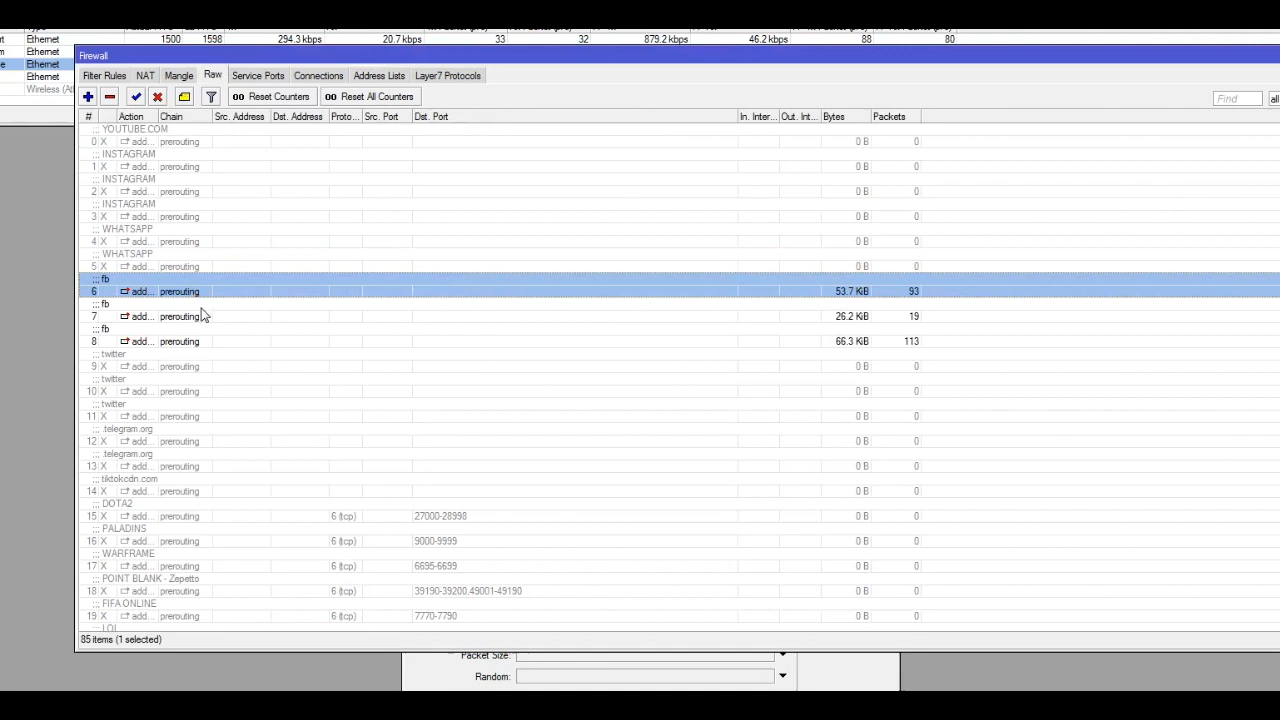 Ethernet 1500 1598 294.3 kbps 20.7 kbps 33 32 879.2 kbps 46.2 kbps 88 80
Ethernet
Ethernet
Ethernet
Wireless
Firewall
Filter Rules NAT Mangle Raw Service Ports Connections Address Lists Layer7 Protocols
00 Reset Counters 00 Reset All Counters Find all
# Action Chain Src. Address Dst. Address Proto... Src. Port Dst. Port In. Inter... Out. Int... Bytes Packets
;;; YOUTUBE.COM
0 X add... prerouting 0 B 0
;;; INSTAGRAM
1 X add... prerouting 0 B 0
;;; INSTAGRAM
2 X add... prerouting 0 B 0
;;; INSTAGRAM
3 X add... prerouting 0 B 0
;;; WHATSAPP
4 X add... prerouting 0 B 0
;;; WHATSAPP
5 X add... prerouting 0 B 0
;;; fb
6 add... prerouting 53.7 KiB 93
;;; fb
7 add... prerouting 26.2 KiB 19
;;; fb
8 add... prerouting 66.3 KiB 113
;;; twitter
9 X add... prerouting 0 B 0
;;; twitter
10 X add... prerouting 0 B 0
;;; twitter
11 X add... prerouting 0 B 0
;;; .telegram.org
12 X add... prerouting 0 B 0
;;; .telegram.org
13 X add... prerouting 0 B 0
;;; tiktokcdn.com
14 X add... prerouting 0 B 0
;;; DOTA2
15 X add... prerouting 6 (tcp) 27000-28998 0 B 0
;;; PALADINS
16 X add... prerouting 6 (tcp) 9000-9999 0 B 0
;;; WARFRAME
17 X add... prerouting 6 (tcp) 6695-6699 0 B 0
;;; POINT BLANK - Zepetto
18 X add... prerouting 6 (tcp) 39190-39200,49001-49190 0 B 0
;;; FIFA ONLINE
19 X add... prerouting 6 (tcp) 7770-7790 0 B 0
;;; LOL
85 items (1 selected)
Packet Size:
Random: